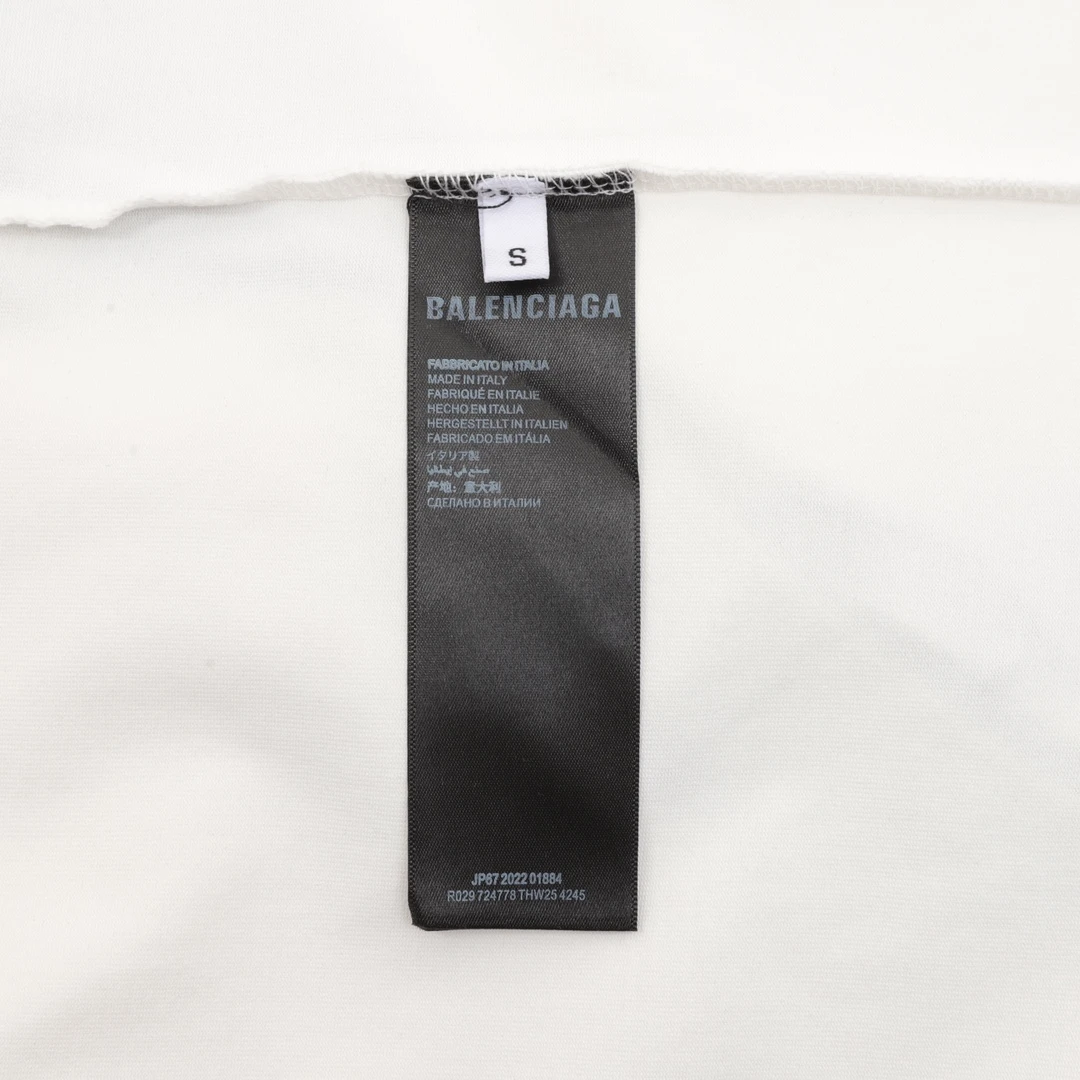 S
BALENCIAGA
FABBRICATO IN ITALIA
MADE IN ITALY
FABRIQUÉ EN ITALIE
HECHO EN ITALIA
HERGESTELLT IN ITALIEN
FABRICADO EM ITÁLIA
イタリア製
صنع في إيطاليا
产地：意大利
СДЕЛАНО В ИТАЛИИ
JP67 2022 01884
R029 724778 THW25 4245